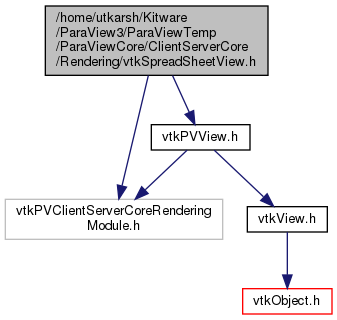 /home/utkarsh/Kitware
/ParaView3/ParaViewTemp
/ParaViewCore/ClientServerCore
/Rendering/vtkSpreadSheetView.h
vtkPVView.h
vtkPVClientServerCoreRendering
Module.h
vtkView.h
vtkObject.h